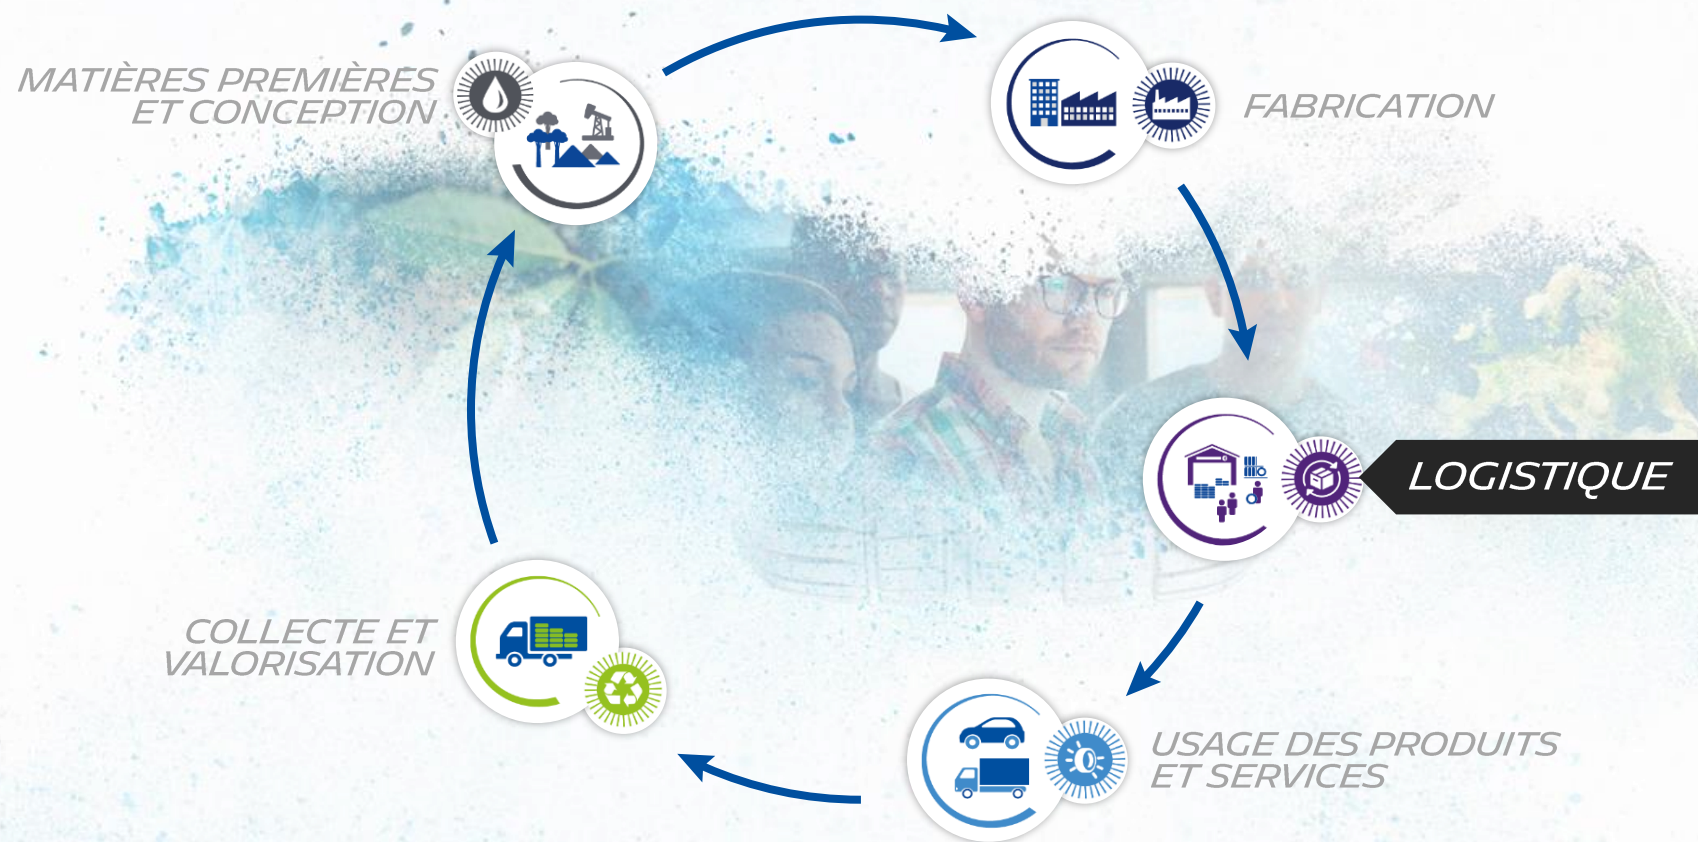 MATIÈRES PREMIÈRES
ET CONCEPTION
FABRICATION
LOGISTIQUE
USAGE DES PRODUITS
ET SERVICES
COLLECTE ET
VALORISATION